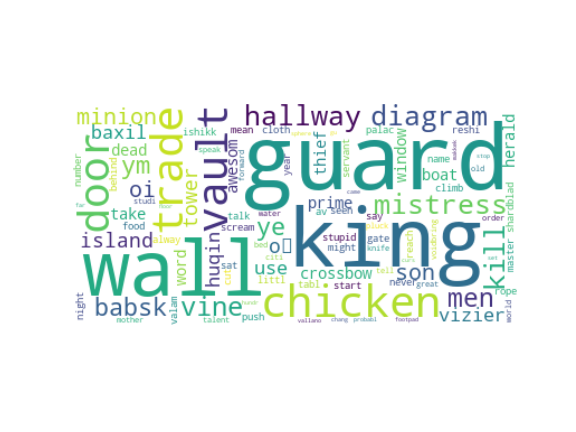 minion
hallway
diagram
baxil
ishikk
mean
cloth
palac
reshi
herald
number
door
dead
behind
ym
trade
vault
awesom
guard
thief
servant
window
name
boat
climb
stop
old
oi
take
food
studi
tower
year
mistress
alway
talk
scream
water
prime
av
seen
say
order
master
shardblad
island
word
huqin
ye
stupid
might
gate
knife
reach
voidbring
kill
wall
sat
bed
use
littl
king
crossbow
tabl
start
son
never
tell
great
rope
night
babsk
valam
vine
cut
push
chicken
men
vizier
world
mother
talent
vallano
chang
probabl
footpad
speak
forward
pluck
come